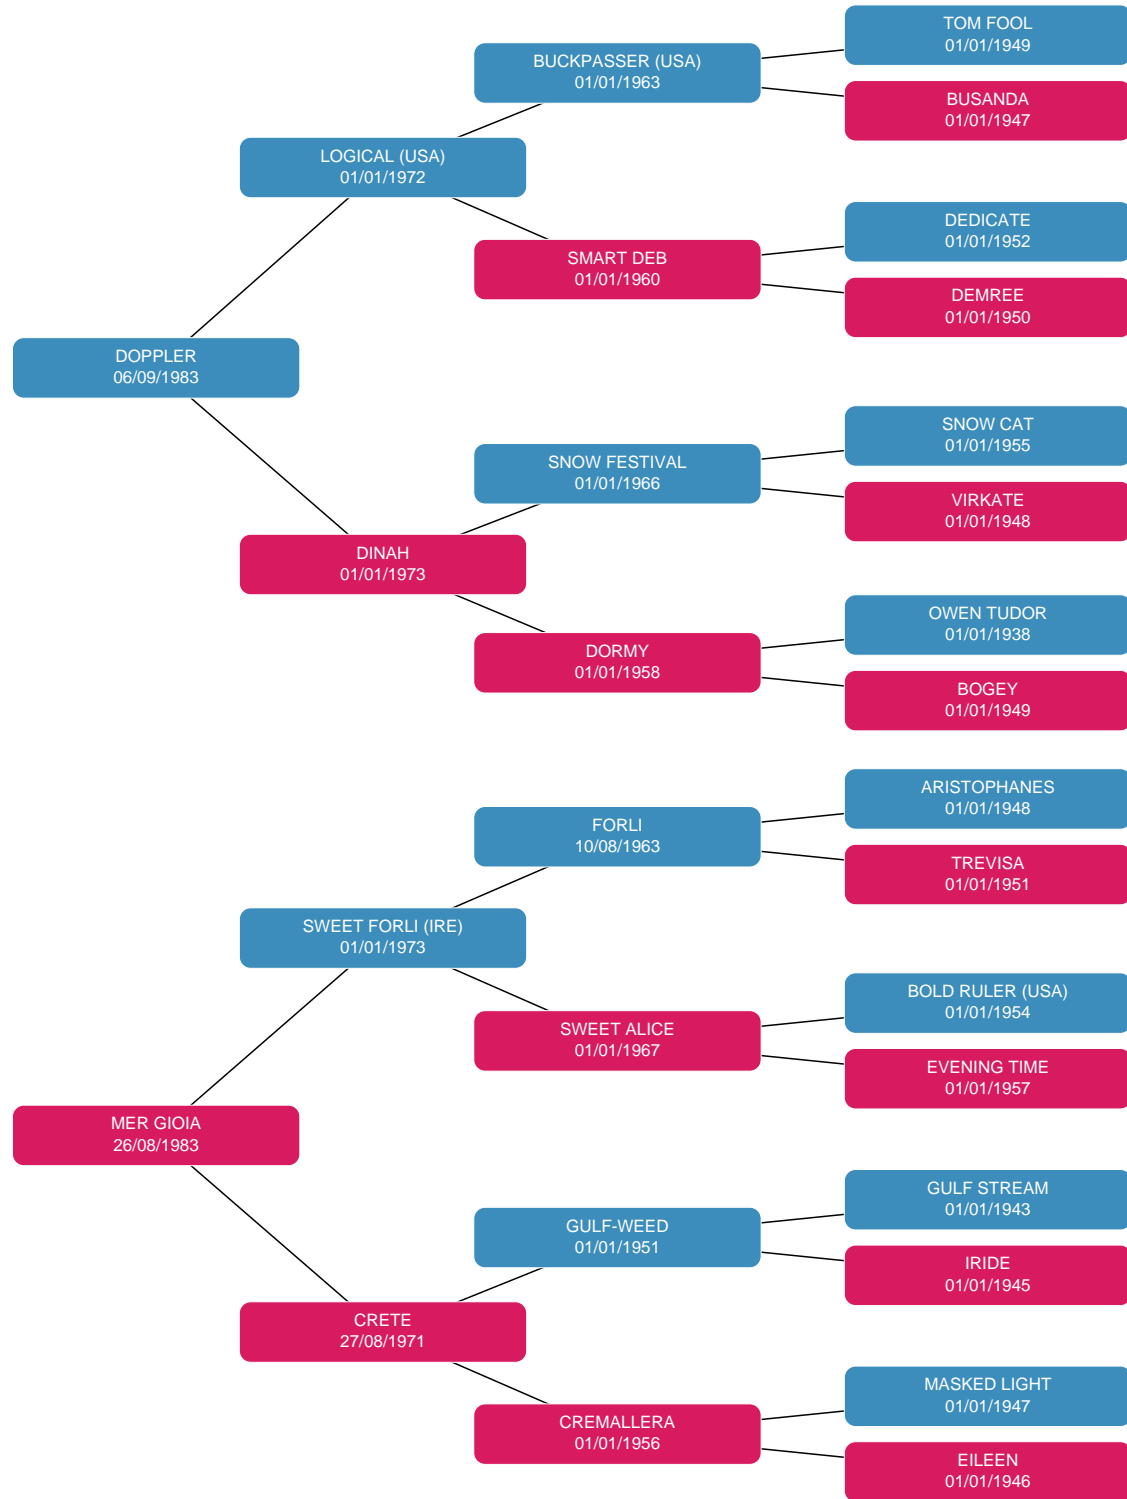 TOM FOOL
01/01/1949
BUCKPASSER (USA)
01/01/1963
BUSANDA
01/01/1947
LOGICAL (USA)
01/01/1972
DEDICATE
01/01/1952
SMART DEB
01/01/1960
DEMREE
01/01/1950
DOPPLER
06/09/1983
SNOW CAT
01/01/1955
SNOW FESTIVAL
01/01/1966
VIRKATE
01/01/1948
DINAH
01/01/1973
OWEN TUDOR
01/01/1938
DORMY
01/01/1958
BOGEY
01/01/1949
ARISTOPHANES
01/01/1948
FORLI
10/08/1963
TREVISA
01/01/1951
SWEET FORLI (IRE)
01/01/1973
BOLD RULER (USA)
01/01/1954
SWEET ALICE
01/01/1967
EVENING TIME
01/01/1957
MER GIOIA
26/08/1983
GULF STREAM
01/01/1943
GULF-WEED
01/01/1951
IRIDE
01/01/1945
CRETE
27/08/1971
MASKED LIGHT
01/01/1947
CREMALLERA
01/01/1956
EILEEN
01/01/1946